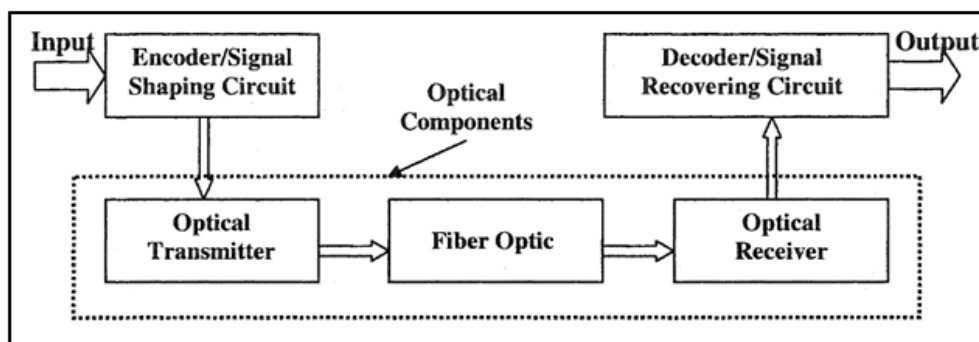 Input
Encoder/Signal
Shaping Circuit
Decoder/Signal
Recovering Circuit
Output
Optical
Components
Optical
Transmitter
Fiber Optic
Optical
Receiver